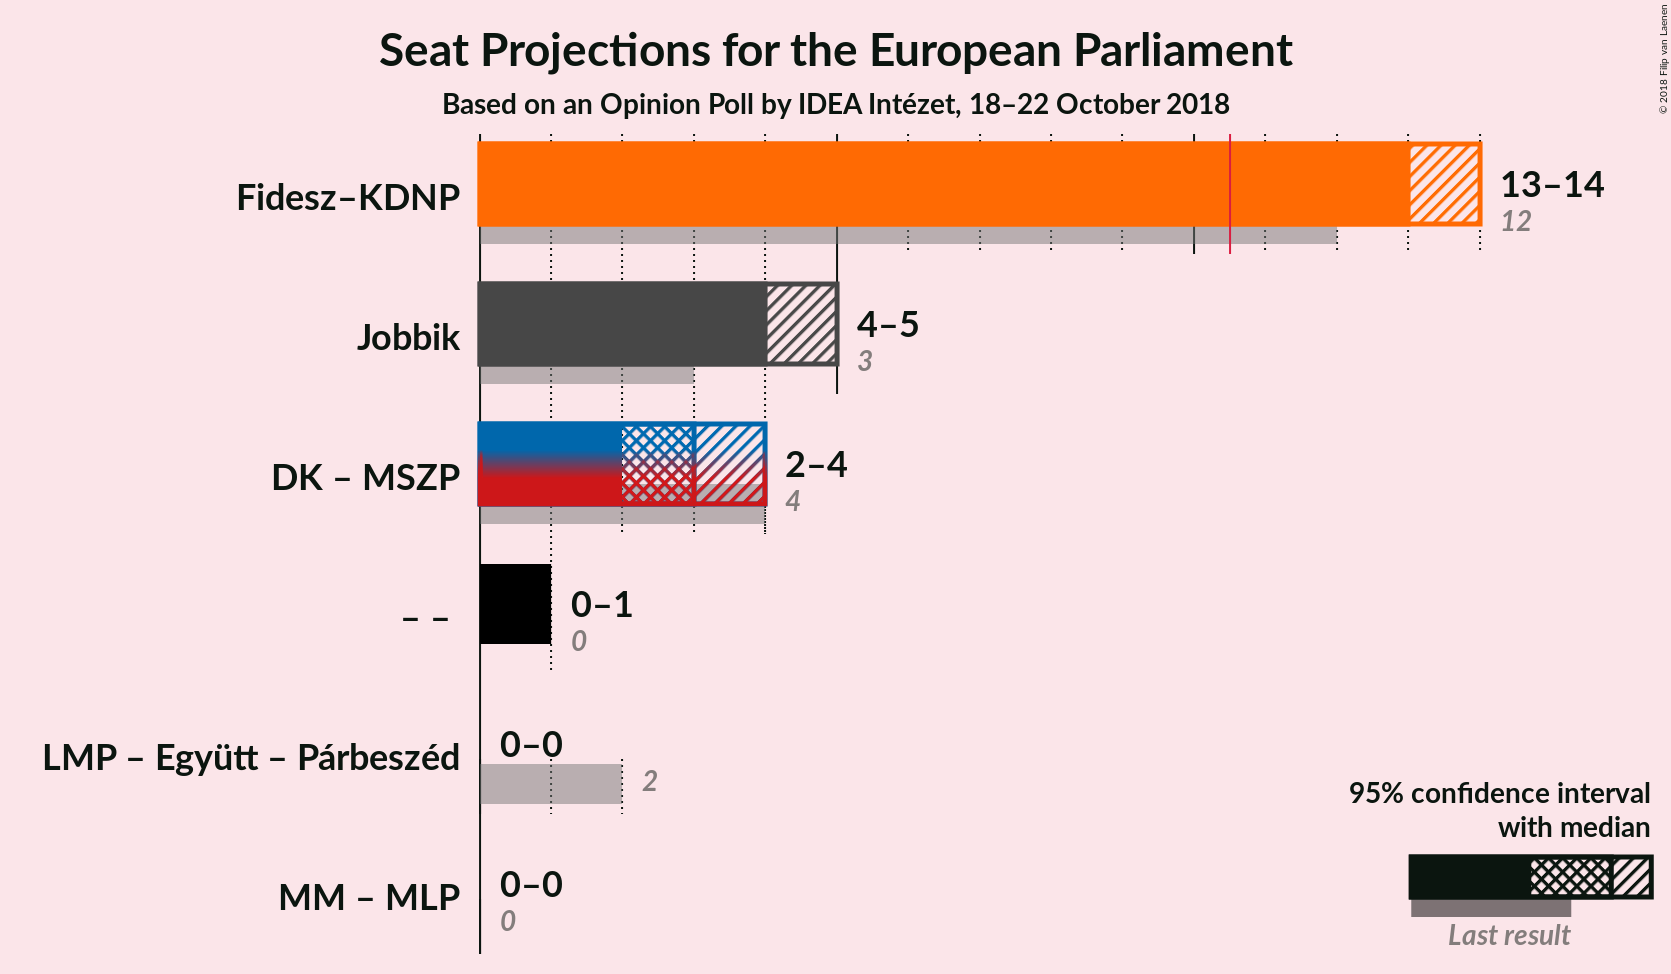 Seat Projections for the European Parliament
Based on an Opinion Poll by IDEA Intézet, 18–22 October 2018
© 2018 Filip van Laenen
Fidesz–KDNP
13–14
12
Jobbik
4–5
3
DK – MSZP
2–4
4
– –
0–1
0
LMP – Együtt – Párbeszéd
0–0
2
MM – MLP
0–0
0
95% confidence interval
with median
Last result